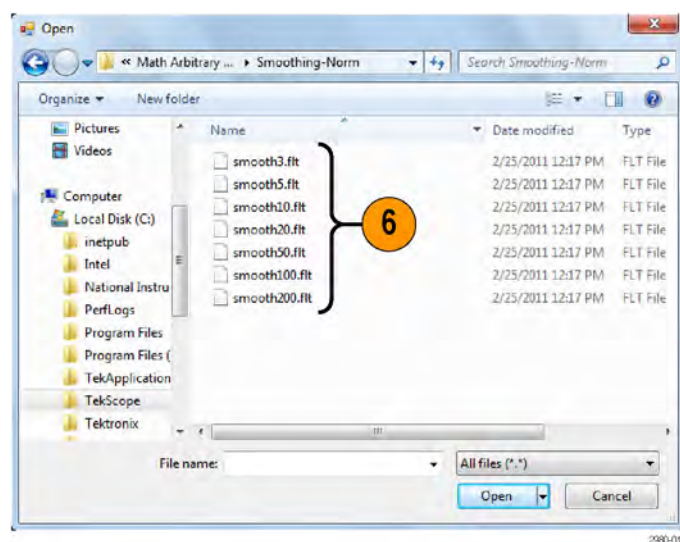 Open
« Math Arbitrary ... ▸ Smoothing-Norm
Search Smoothing-Norm
Organize ▾ New folder
Pictures
Videos
Computer
Local Disk (C:)
inetpub
Intel
National Instru
PerfLogs
Program Files
Program Files (
TekApplication
TekScope
Tektronix
Name Date modified Type
smooth3.flt 2/25/2011 12:17 PM FLT File
smooth5.flt 2/25/2011 12:17 PM FLT File
smooth10.flt 2/25/2011 12:17 PM FLT File
smooth20.flt 2/25/2011 12:17 PM FLT File
smooth50.flt 2/25/2011 12:17 PM FLT File
smooth100.flt 2/25/2011 12:17 PM FLT File
smooth200.flt 2/25/2011 12:17 PM FLT File
6
File name:
All files (*.*)
Open Cancel